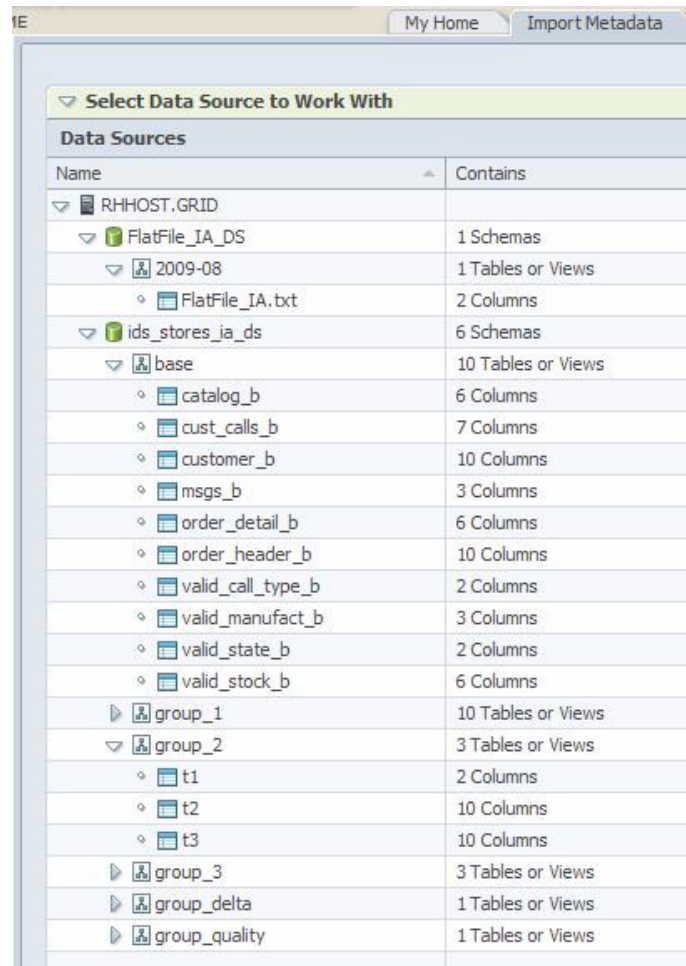 ME My Home Import Metadata
Select Data Source to Work With
Data Sources
Name Contains
RHHOST.GRID
FlatFile_IA_DS 1 Schemas
2009-08 1 Tables or Views
FlatFile_IA.txt 2 Columns
ids_stores_ia_ds 6 Schemas
base 10 Tables or Views
catalog_b 6 Columns
cust_calls_b 7 Columns
customer_b 10 Columns
msgs_b 3 Columns
order_detail_b 6 Columns
order_header_b 10 Columns
valid_call_type_b 2 Columns
valid_manufact_b 3 Columns
valid_state_b 2 Columns
valid_stock_b 6 Columns
group_1 10 Tables or Views
group_2 3 Tables or Views
t1 2 Columns
t2 10 Columns
t3 10 Columns
group_3 3 Tables or Views
group_delta 1 Tables or Views
group_quality 1 Tables or Views